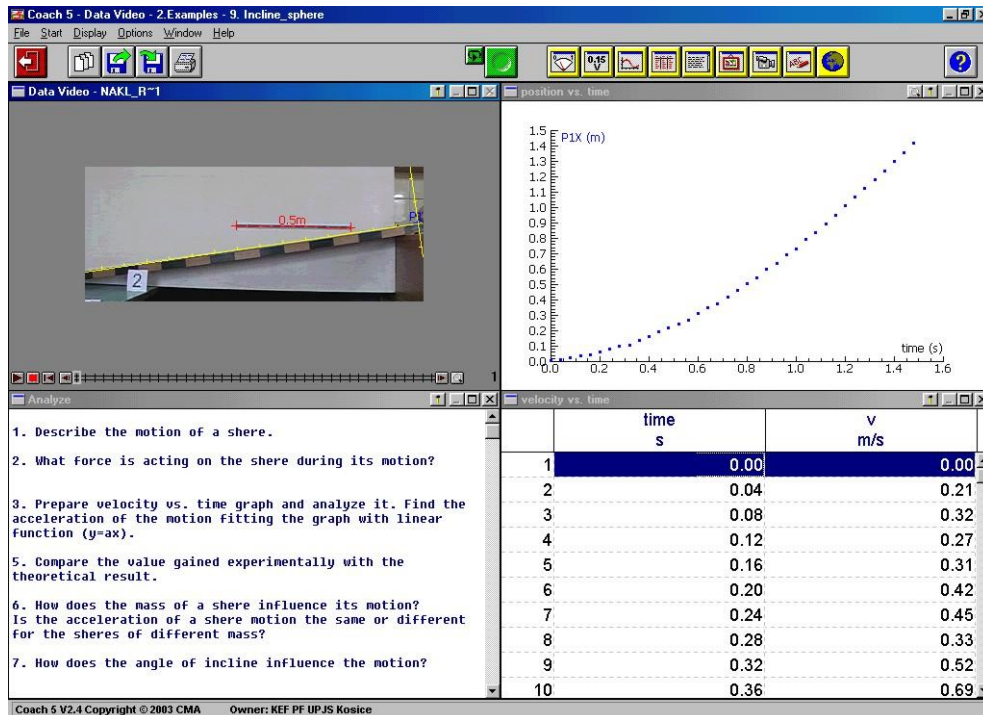 Coach 5 - Data Video - 2.Examples - 9. Incline_sphere
File Start Display Options Window Help
0.15
V
Data Video - NAKL_R~1
0.5m
2
1
position vs. time
P1X (m)
1.5
1.4
1.3
1.2
1.1
1.0
0.9
0.8
0.7
0.6
0.5
0.4
0.3
0.2
0.1
0.0
0.0 0.2 0.4 0.6 0.8 1.0 1.2 1.4 1.6
time (s)
Analyze
1. Describe the motion of a shere.
2. What force is acting on the shere during its motion?
3. Prepare velocity vs. time graph and analyze it. Find the
acceleration of the motion fitting the graph with linear
function (y=ax).
5. Compare the value gained experimentally with the
theoretical result.
6. How does the mass of a shere influence its motion?
Is the acceleration of a shere motion the same or different
for the sheres of different mass?
7. How does the angle of incline influence the motion?
velocity vs. time
time v
s m/s
1 0.00 0.00
2 0.04 0.21
3 0.08 0.32
4 0.12 0.27
5 0.16 0.31
6 0.20 0.42
7 0.24 0.45
8 0.28 0.33
9 0.32 0.52
10 0.36 0.69
Coach 5 V2.4 Copyright © 2003 CMA Owner: KEF PF UPJS Kosice